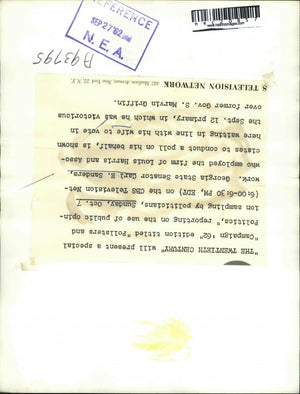 REFERENCE
SEP 27 '62 AM
N. E. A.
A93795
S TELEVISION NETWORK 485 Madison Avenue, New York 22, N. Y.
"THE TWENTIETH CENTURY" will present a special
"Campaign '62" edition titled "Pollsters and
Politics," reporting on the use of public opin-
ion sampling by politicians, Sunday, Oct. 7
(6:00-6:30 PM, EDT) on the CBS Television Net-
work. Georgia State Senator Carl E. Sanders,
who employed the firm of Louis Harris and Asso-
ciates to conduct a poll on his behalf, is shown
here waiting in line with his wife to vote in
the Sept. 12, primary in which he was victorious
over former Gov. S. Marvin Griffin.